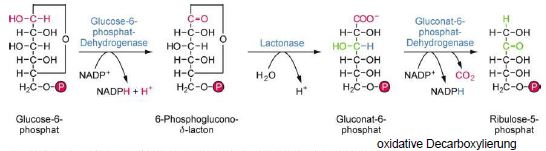 Glucose-6-
phosphat-
Dehydrogenase
NADP⁺
NADPH + H⁺
Lactonase
H₂O
H⁺
Gluconat-6-
phosphat-
Dehydrogenase
NADP⁺
CO₂
NADPH
HO-C-H
H-C-OH
HO-C-H
H-C-OH
H-C
O
H₂C-O-P
C=O
H-C-OH
HO-C-H
H-C-OH
H-C
O
H₂C-O-P
COO⁻
H-C-OH
HO-C-H
H-C-OH
H-C-OH
H₂C-O-P
H
H-C-OH
C=O
H-C-OH
H-C-OH
H₂C-O-P
Glucose-6-
phosphat
6-Phosphoglucono-
δ-lacton
Gluconat-6-
phosphat
Ribulose-5-
phosphat
oxidative Decarboxylierung